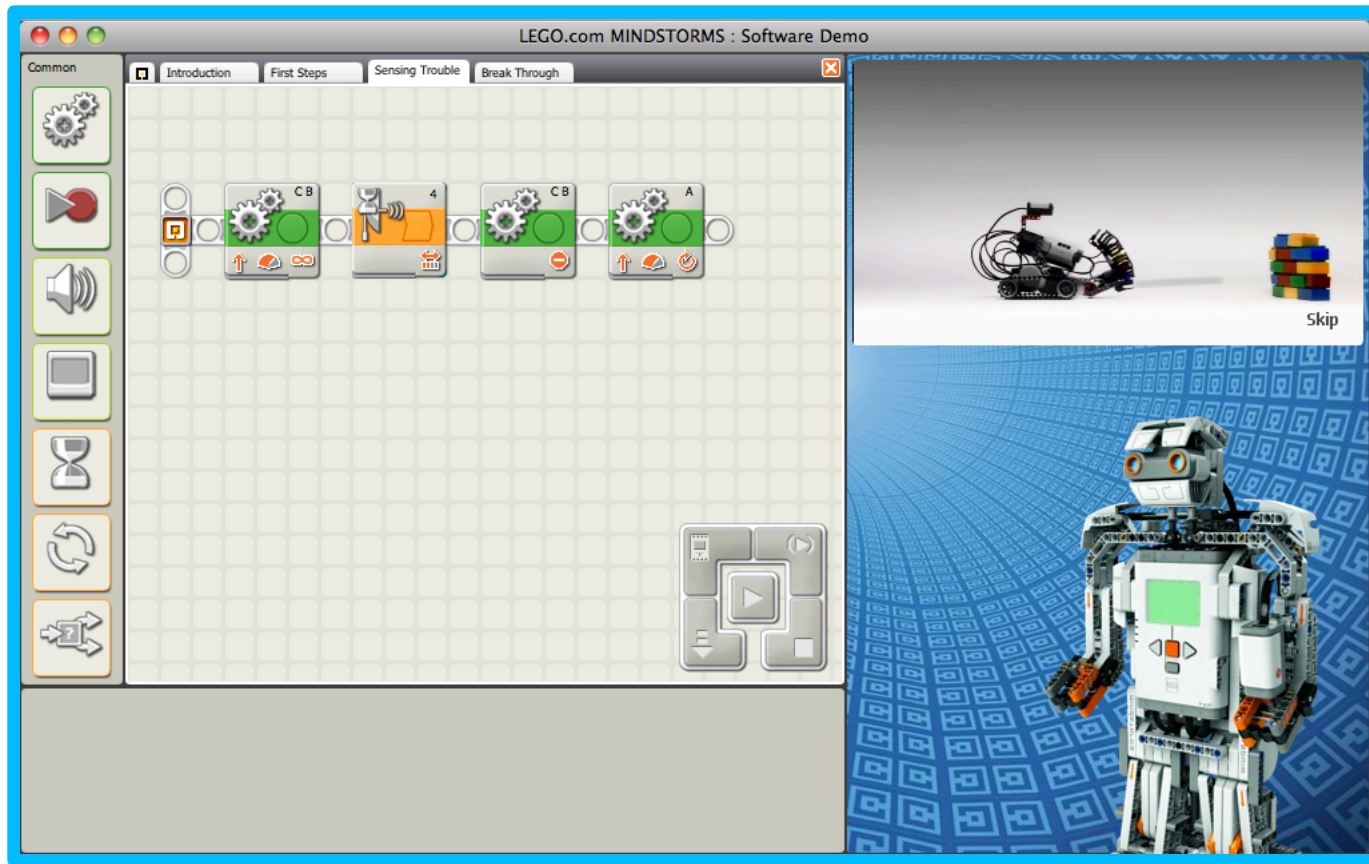 LEGO.com MINDSTORMS : Software Demo
Common
Introduction
First Steps
Sensing Trouble
Break Through
C B
4
C B
A
Skip